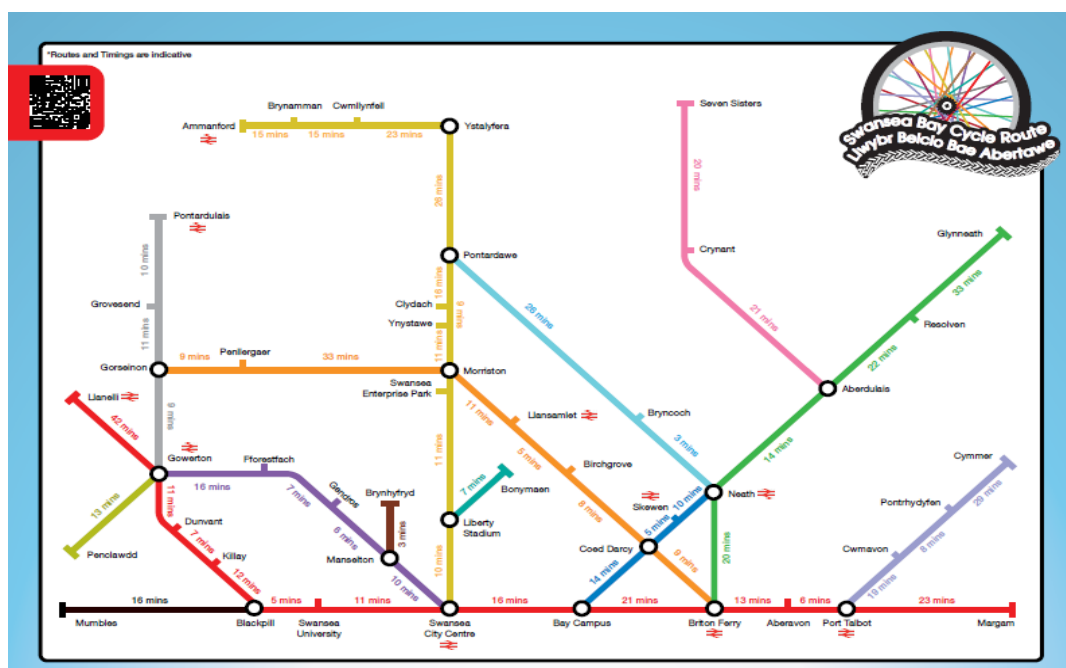 *Routes and Timings are indicative
Swansea Bay Cycle Route
Llwybr Beicio Bae Abertawe
Brynamman
Cwmllynfell
Ammanford
15 mins
15 mins
23 mins
Ystalyfera
Seven Sisters
26 mins
20 mins
Pontardulais
10 mins
Glynneath
Pontardawe
Crynant
33 mins
Grovesend
11 mins
Clydach
16 mins
9 mins
Ynystawe
11 mins
26 mins
21 mins
Resolven
22 mins
Gorseinon
9 mins
Penllergaer
33 mins
Morriston
Swansea
Enterprise Park
Aberdulais
Llanelli
42 mins
9 mins
11 mins
Llansamlet
Bryncoch
3 mins
14 mins
Gowerton
Fforestfach
16 mins
7 mins
11 mins
5 mins
Birchgrove
Cymmer
13 mins
11 mins
Gendros
Brynhyfryd
7 mins
Bonymaen
8 mins
Skewen
10 mins
Neath
Pontrhydyfen
29 mins
Dunvant
7 mins
5 mins
3 mins
Liberty
Stadium
5 mins
Penclawdd
Killay
Manselton
Coed Darcy
9 mins
20 mins
Cwmavon
8 mins
12 mins
10 mins
10 mins
14 mins
19 mins
16 mins
5 mins
11 mins
16 mins
21 mins
13 mins
6 mins
23 mins
Mumbles
Blackpill
Swansea
University
Swansea
City Centre
Bay Campus
Briton Ferry
Aberavon
Port Talbot
Margam